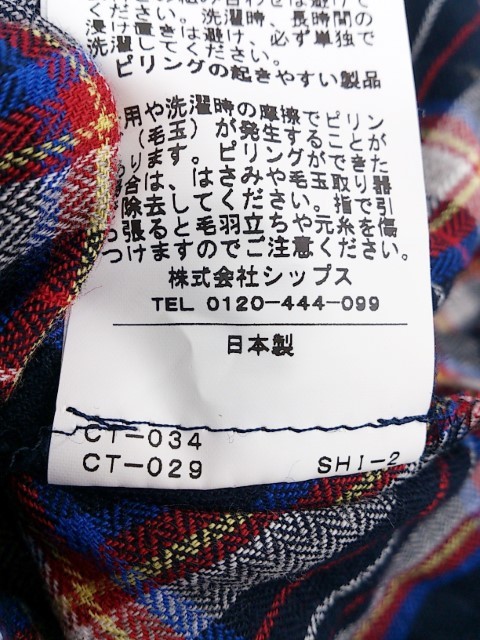 ください。洗濯時、長時間の
け置きは避け、必ず単独で
洗濯してください。
ピリングの起きやすい製品
用や洗濯時の摩擦でピリン
(毛玉)が発生することが
ります。ピリングができた
合は、はさみや毛玉取り器
除去してください。指で引
張ると毛羽立ちや元糸を傷
つけますのでご注意ください。
株式会社シップス
TEL 0120-444-099
日本製
CT-034
CT-029 SHI-2